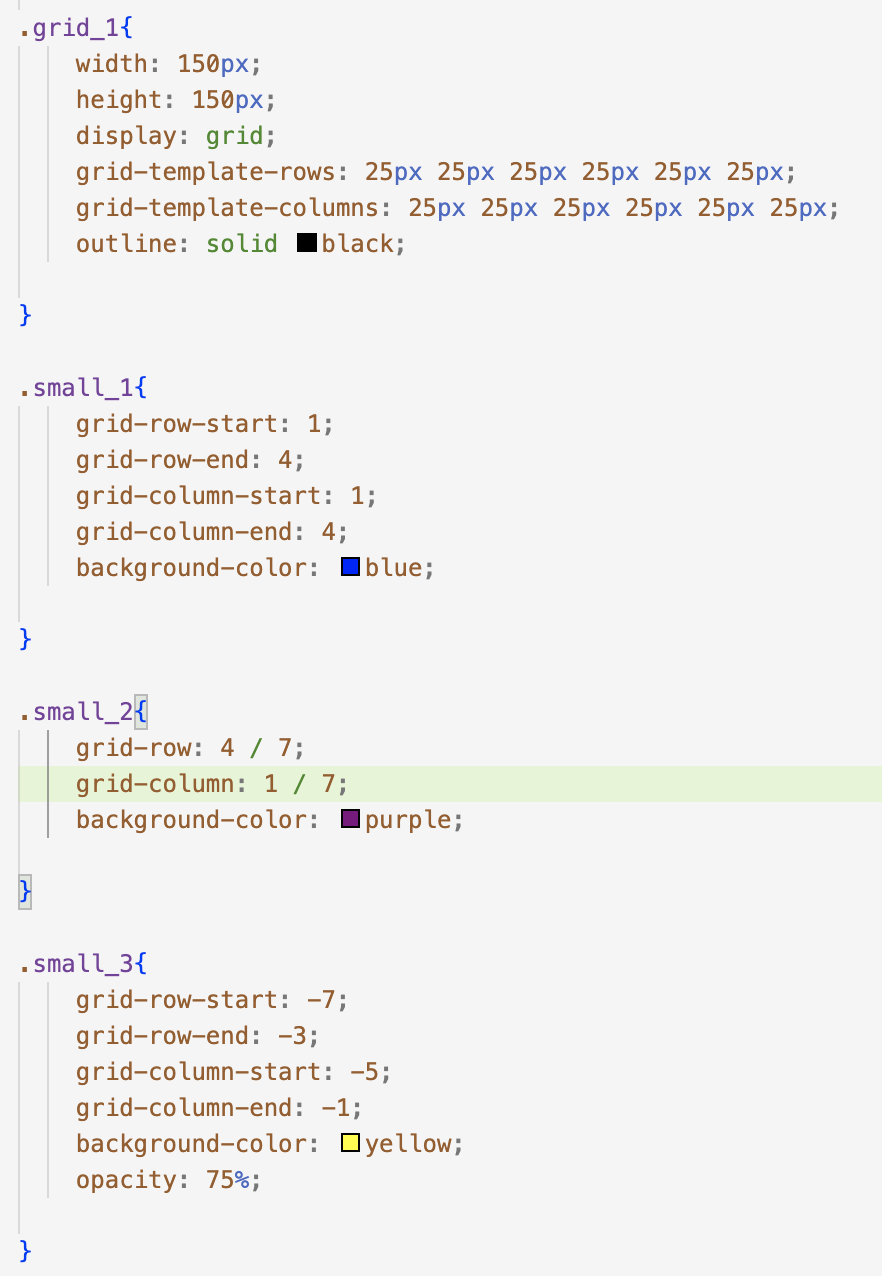 .grid_1{
width: 150px;
height: 150px;
display: grid;
grid-template-rows: 25px 25px 25px 25px 25px 25px;
grid-template-columns: 25px 25px 25px 25px 25px 25px;
outline: solid black;
}
.small_1{
grid-row-start: 1;
grid-row-end: 4;
grid-column-start: 1;
grid-column-end: 4;
background-color: blue;
}
.small_2{
grid-row: 4 / 7;
grid-column: 1 / 7;
background-color: purple;
}
.small_3{
grid-row-start: -7;
grid-row-end: -3;
grid-column-start: -5;
grid-column-end: -1;
background-color: yellow;
opacity: 75%;
}